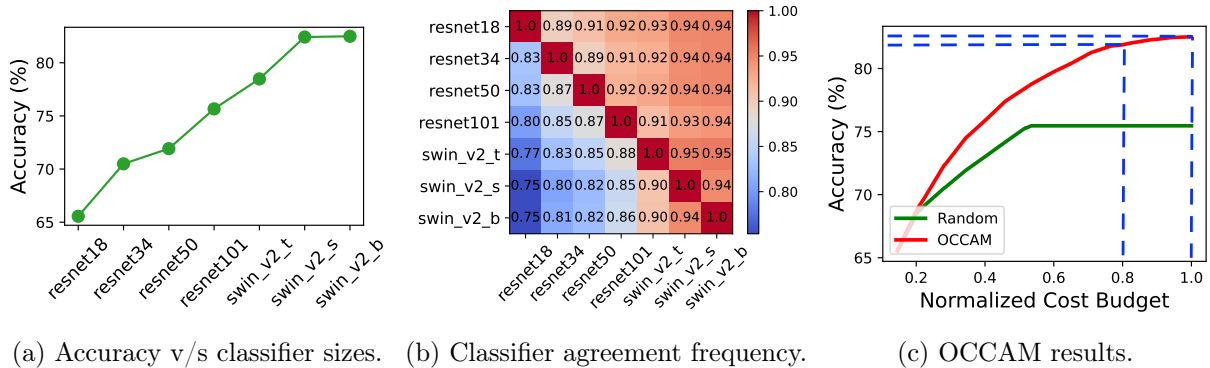 Accuracy (%)
80
75
70
65
resnet18
resnet34
resnet50
resnet101
swin_v2_t
swin_v2_s
swin_v2_b
(a) Accuracy v/s classifier sizes.
resnet18 1.0 0.89 0.91 0.92 0.93 0.94 0.94
resnet34 0.83 1.0 0.89 0.91 0.92 0.94 0.94
resnet50 0.83 0.87 1.0 0.92 0.92 0.94 0.94
resnet101 0.80 0.85 0.87 1.0 0.91 0.93 0.94
swin_v2_t 0.77 0.83 0.85 0.88 1.0 0.95 0.95
swin_v2_s 0.75 0.80 0.82 0.85 0.90 1.0 0.94
swin_v2_b 0.75 0.81 0.82 0.86 0.90 0.94 1.0
resnet18
resnet34
resnet50
resnet101
swin_v2_t
swin_v2_s
swin_v2_b
1.00
0.95
0.90
0.85
0.80
(b) Classifier agreement frequency.
Accuracy (%)
80
75
70
65
Random
OCCAM
0.2 0.4 0.6 0.8 1.0
Normalized Cost Budget
(c) OCCAM results.